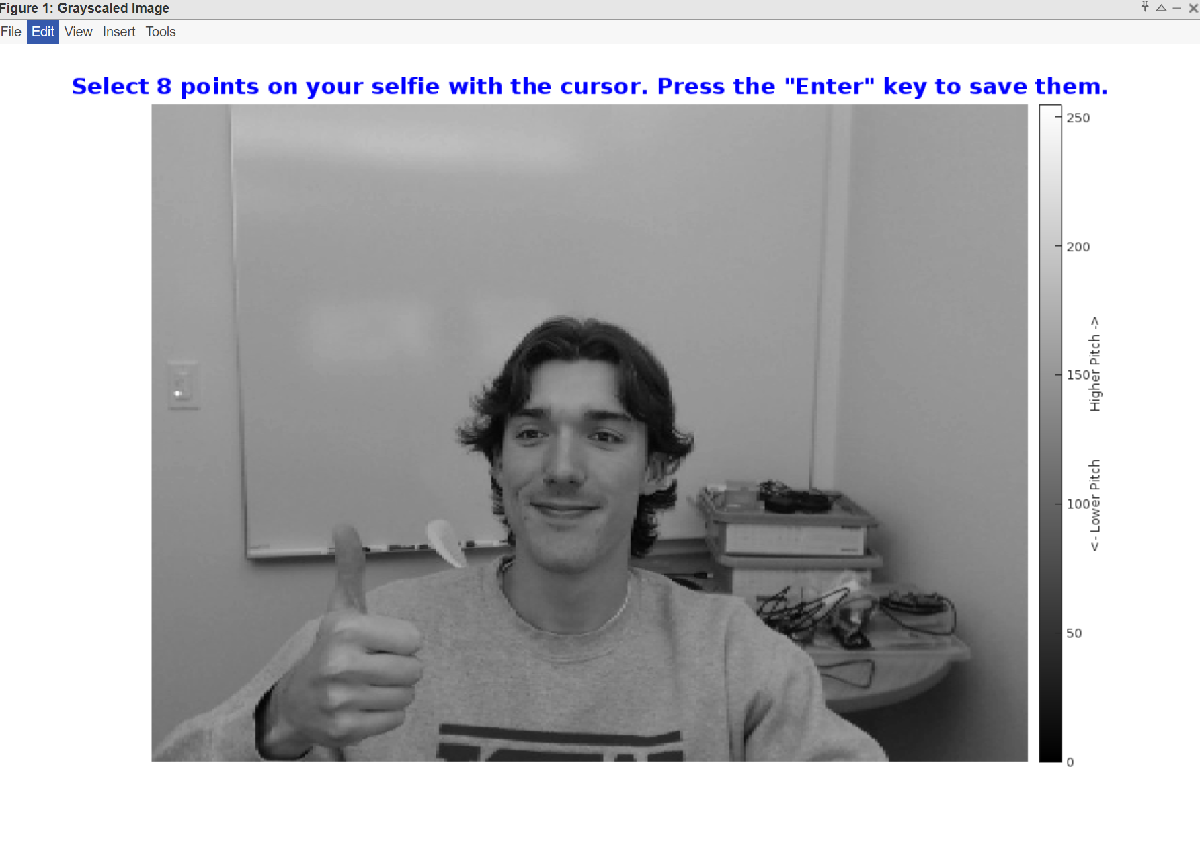 Figure 1: Grayscaled Image
File Edit View Insert Tools
Select 8 points on your selfie with the cursor. Press the "Enter" key to save them.
250
200
150
100
50
0
<- Lower Pitch Higher Pitch ->